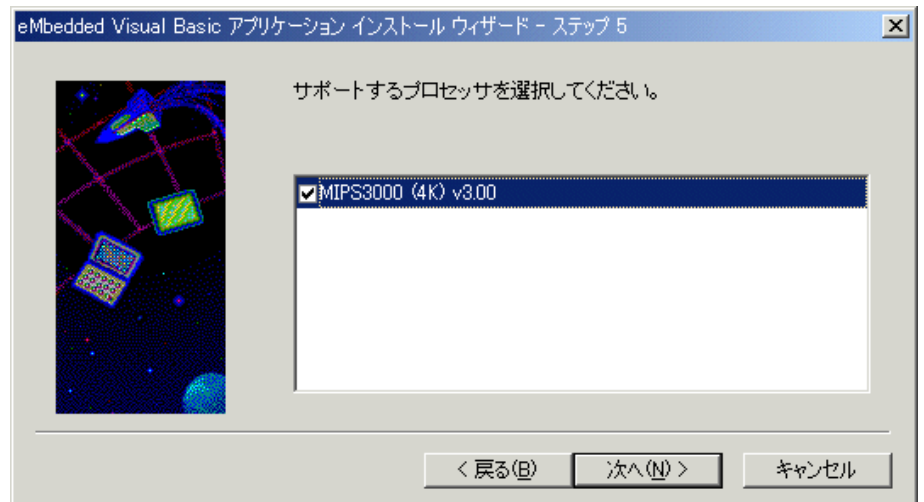 eMbedded Visual Basic アプリケーション インストール ウィザード - ステップ 5
サポートするプロセッサを選択してください。
MIPS3000 (4K) v3.00
< 戻る(B)
次へ(N) >
キャンセル